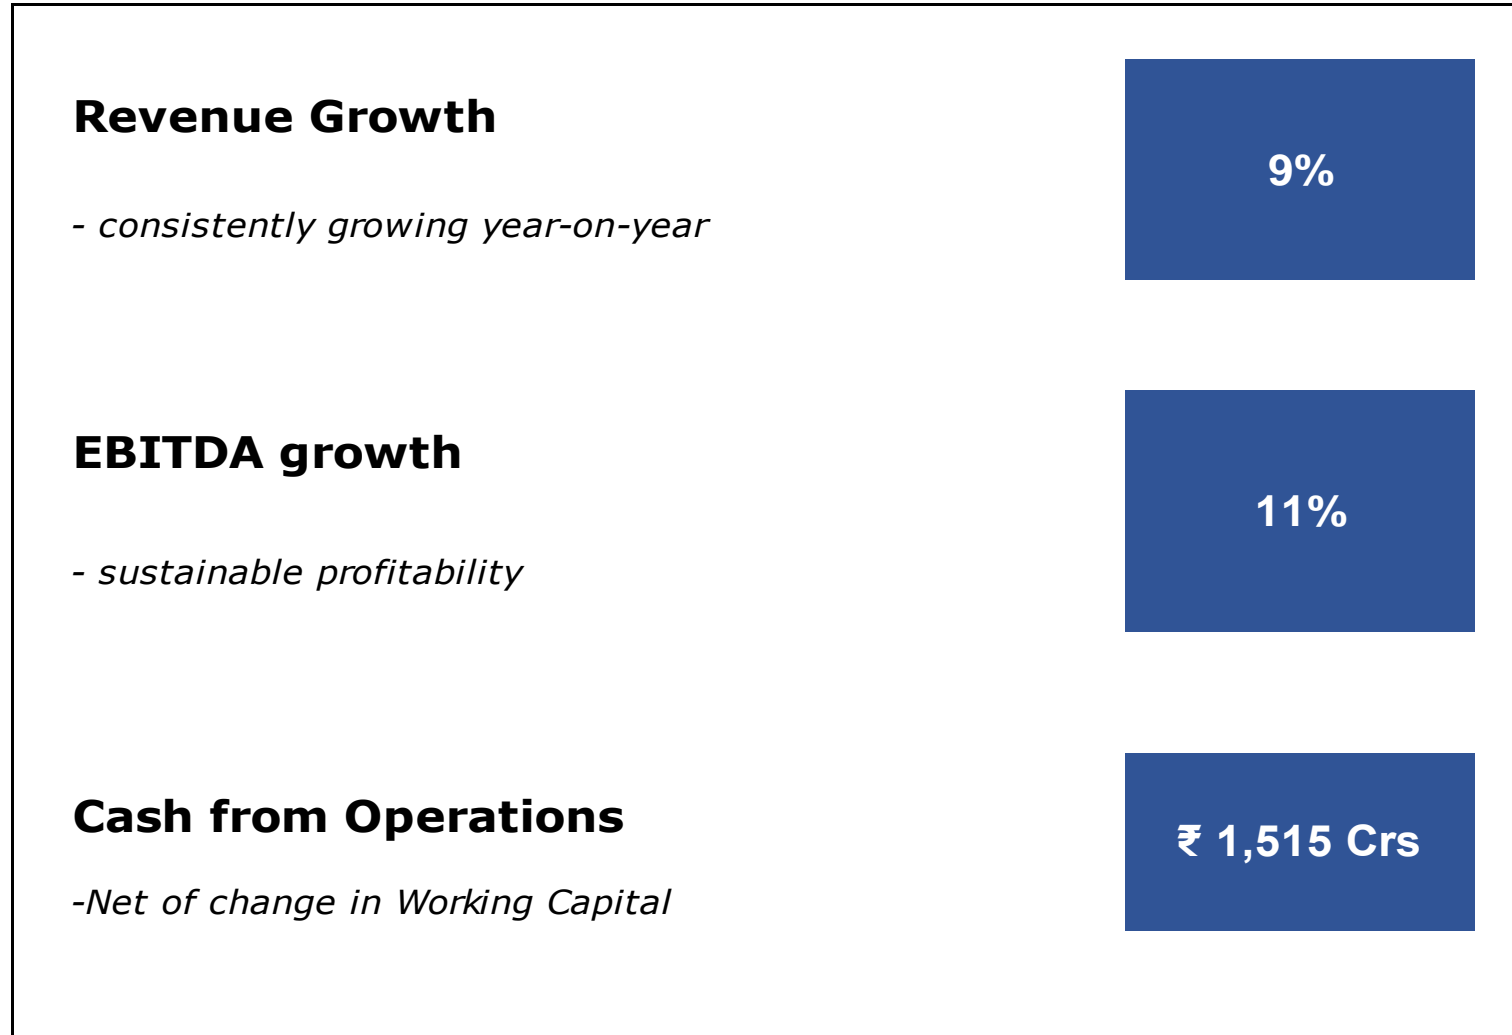 Revenue Growth
9%
- consistently growing year-on-year
EBITDA growth
11%
- sustainable profitability
Cash from Operations
₹ 1,515 Crs
-Net of change in Working Capital